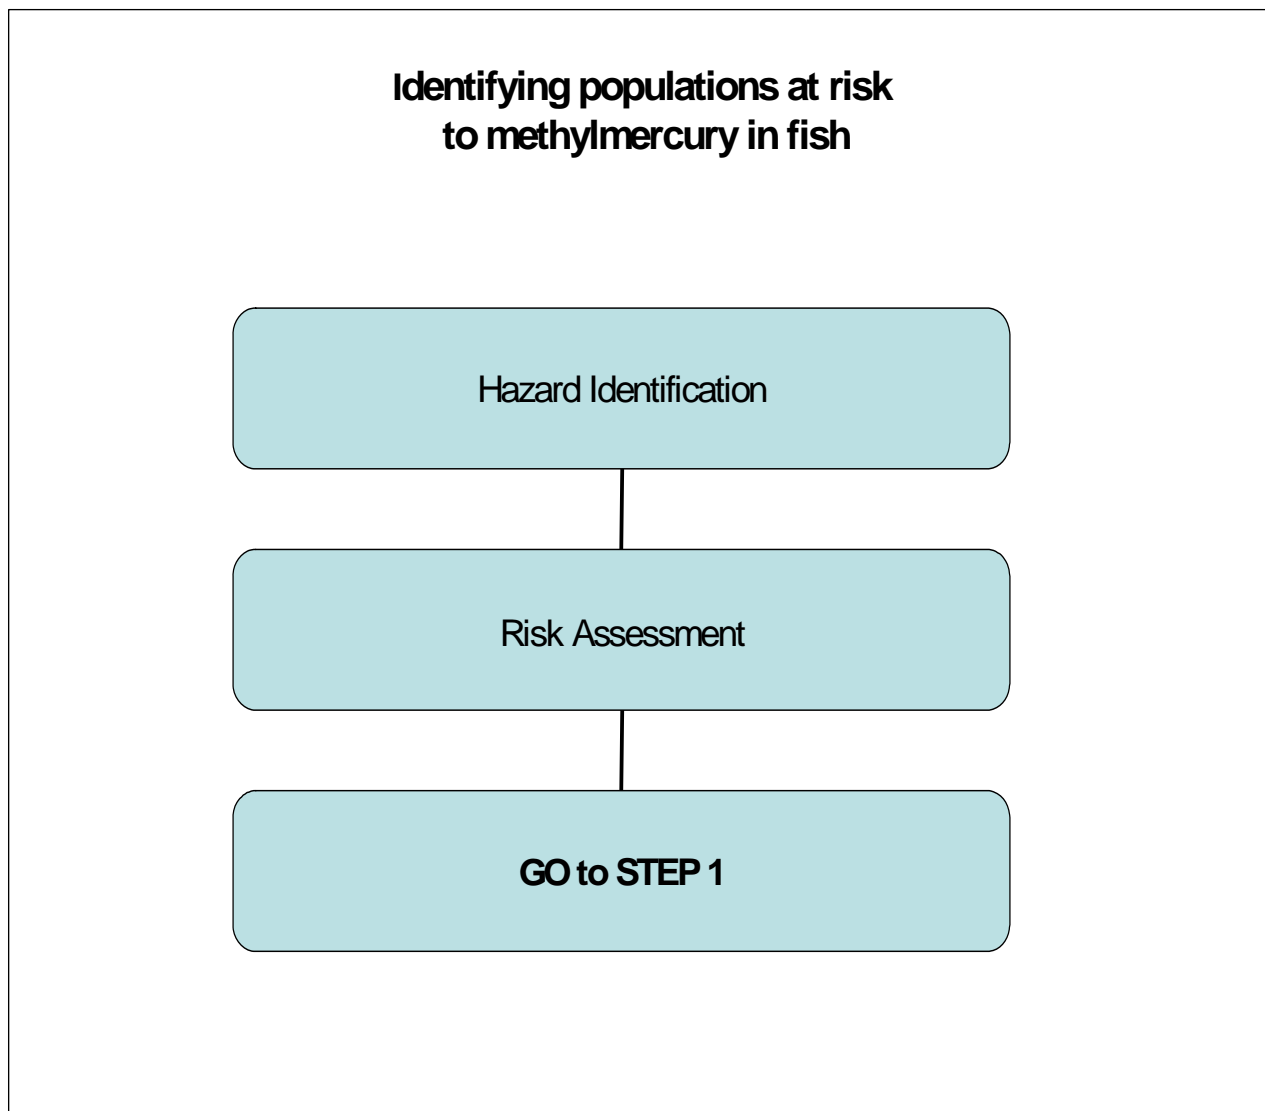 Identifying populations at risk
to methylmercury in fish
Hazard Identification
Risk Assessment
GO to STEP 1